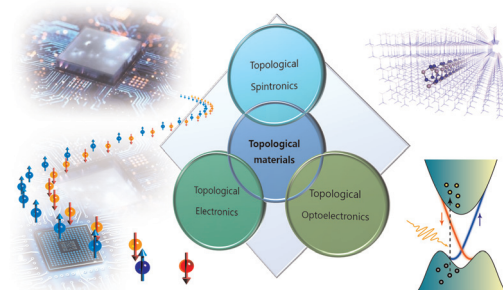 Topological
Spintronics
Topological
materials
Topological
Electronics
Topological
Optoelectronics